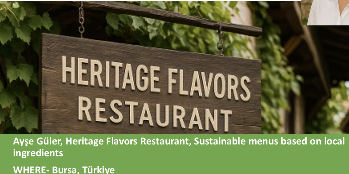 HERITAGE FLAVORS
RESTAURANT
Ayşe Güler, Heritage Flavors Restaurant, Sustainable menus based on local
ingredients
WHERE- Bursa, Türkiye